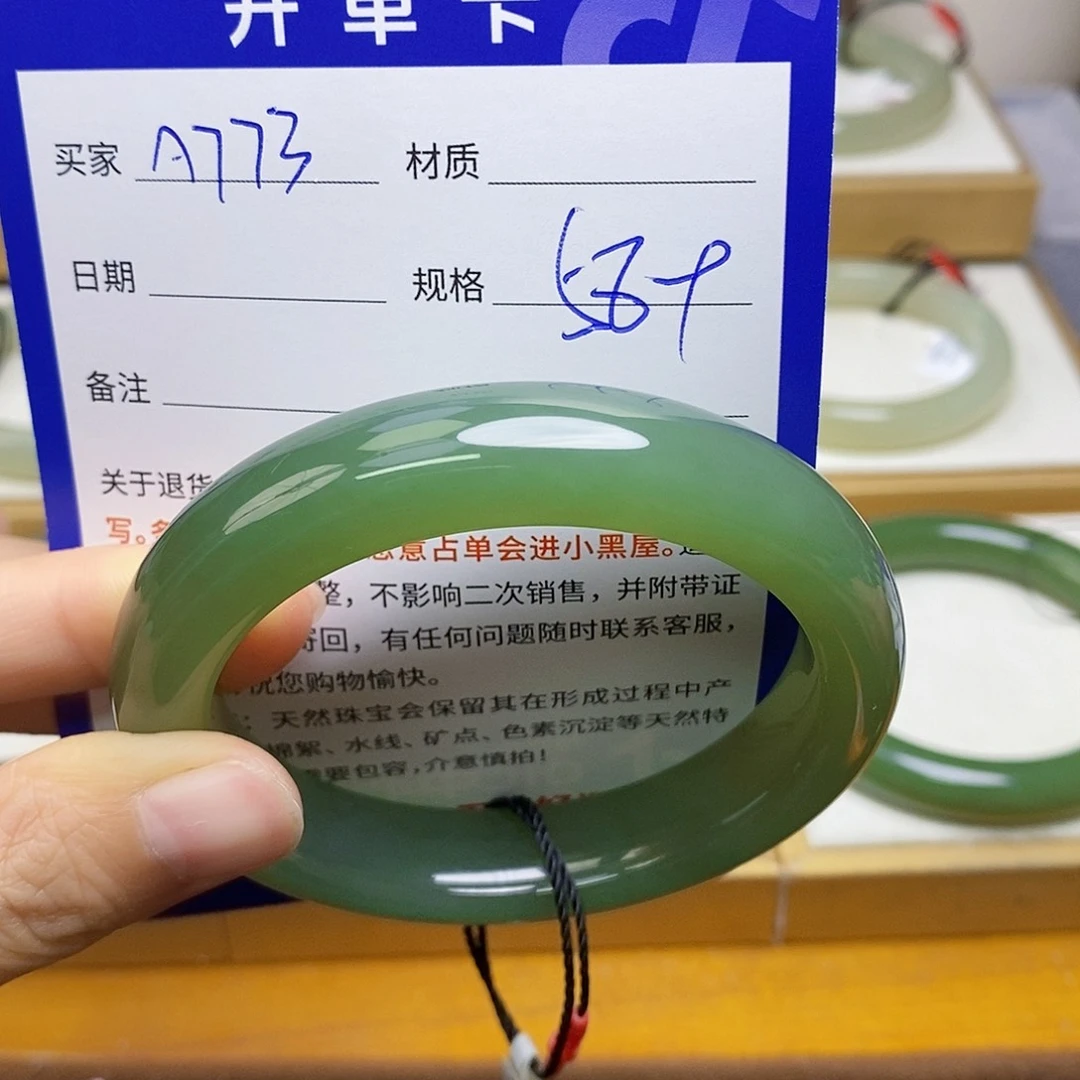 开单卡
买家 A773 材质
日期 规格 56+
备注
关于退货
写。 恶意占单会进小黑屋。
整，不影响二次销售，并附带证
寄回，有任何问题随时联系客服，
祝您购物愉快。
：天然珠宝会保留其在形成过程中产
棉絮、水线、矿点、色素沉淀等天然特
需要包容，介意慎拍！